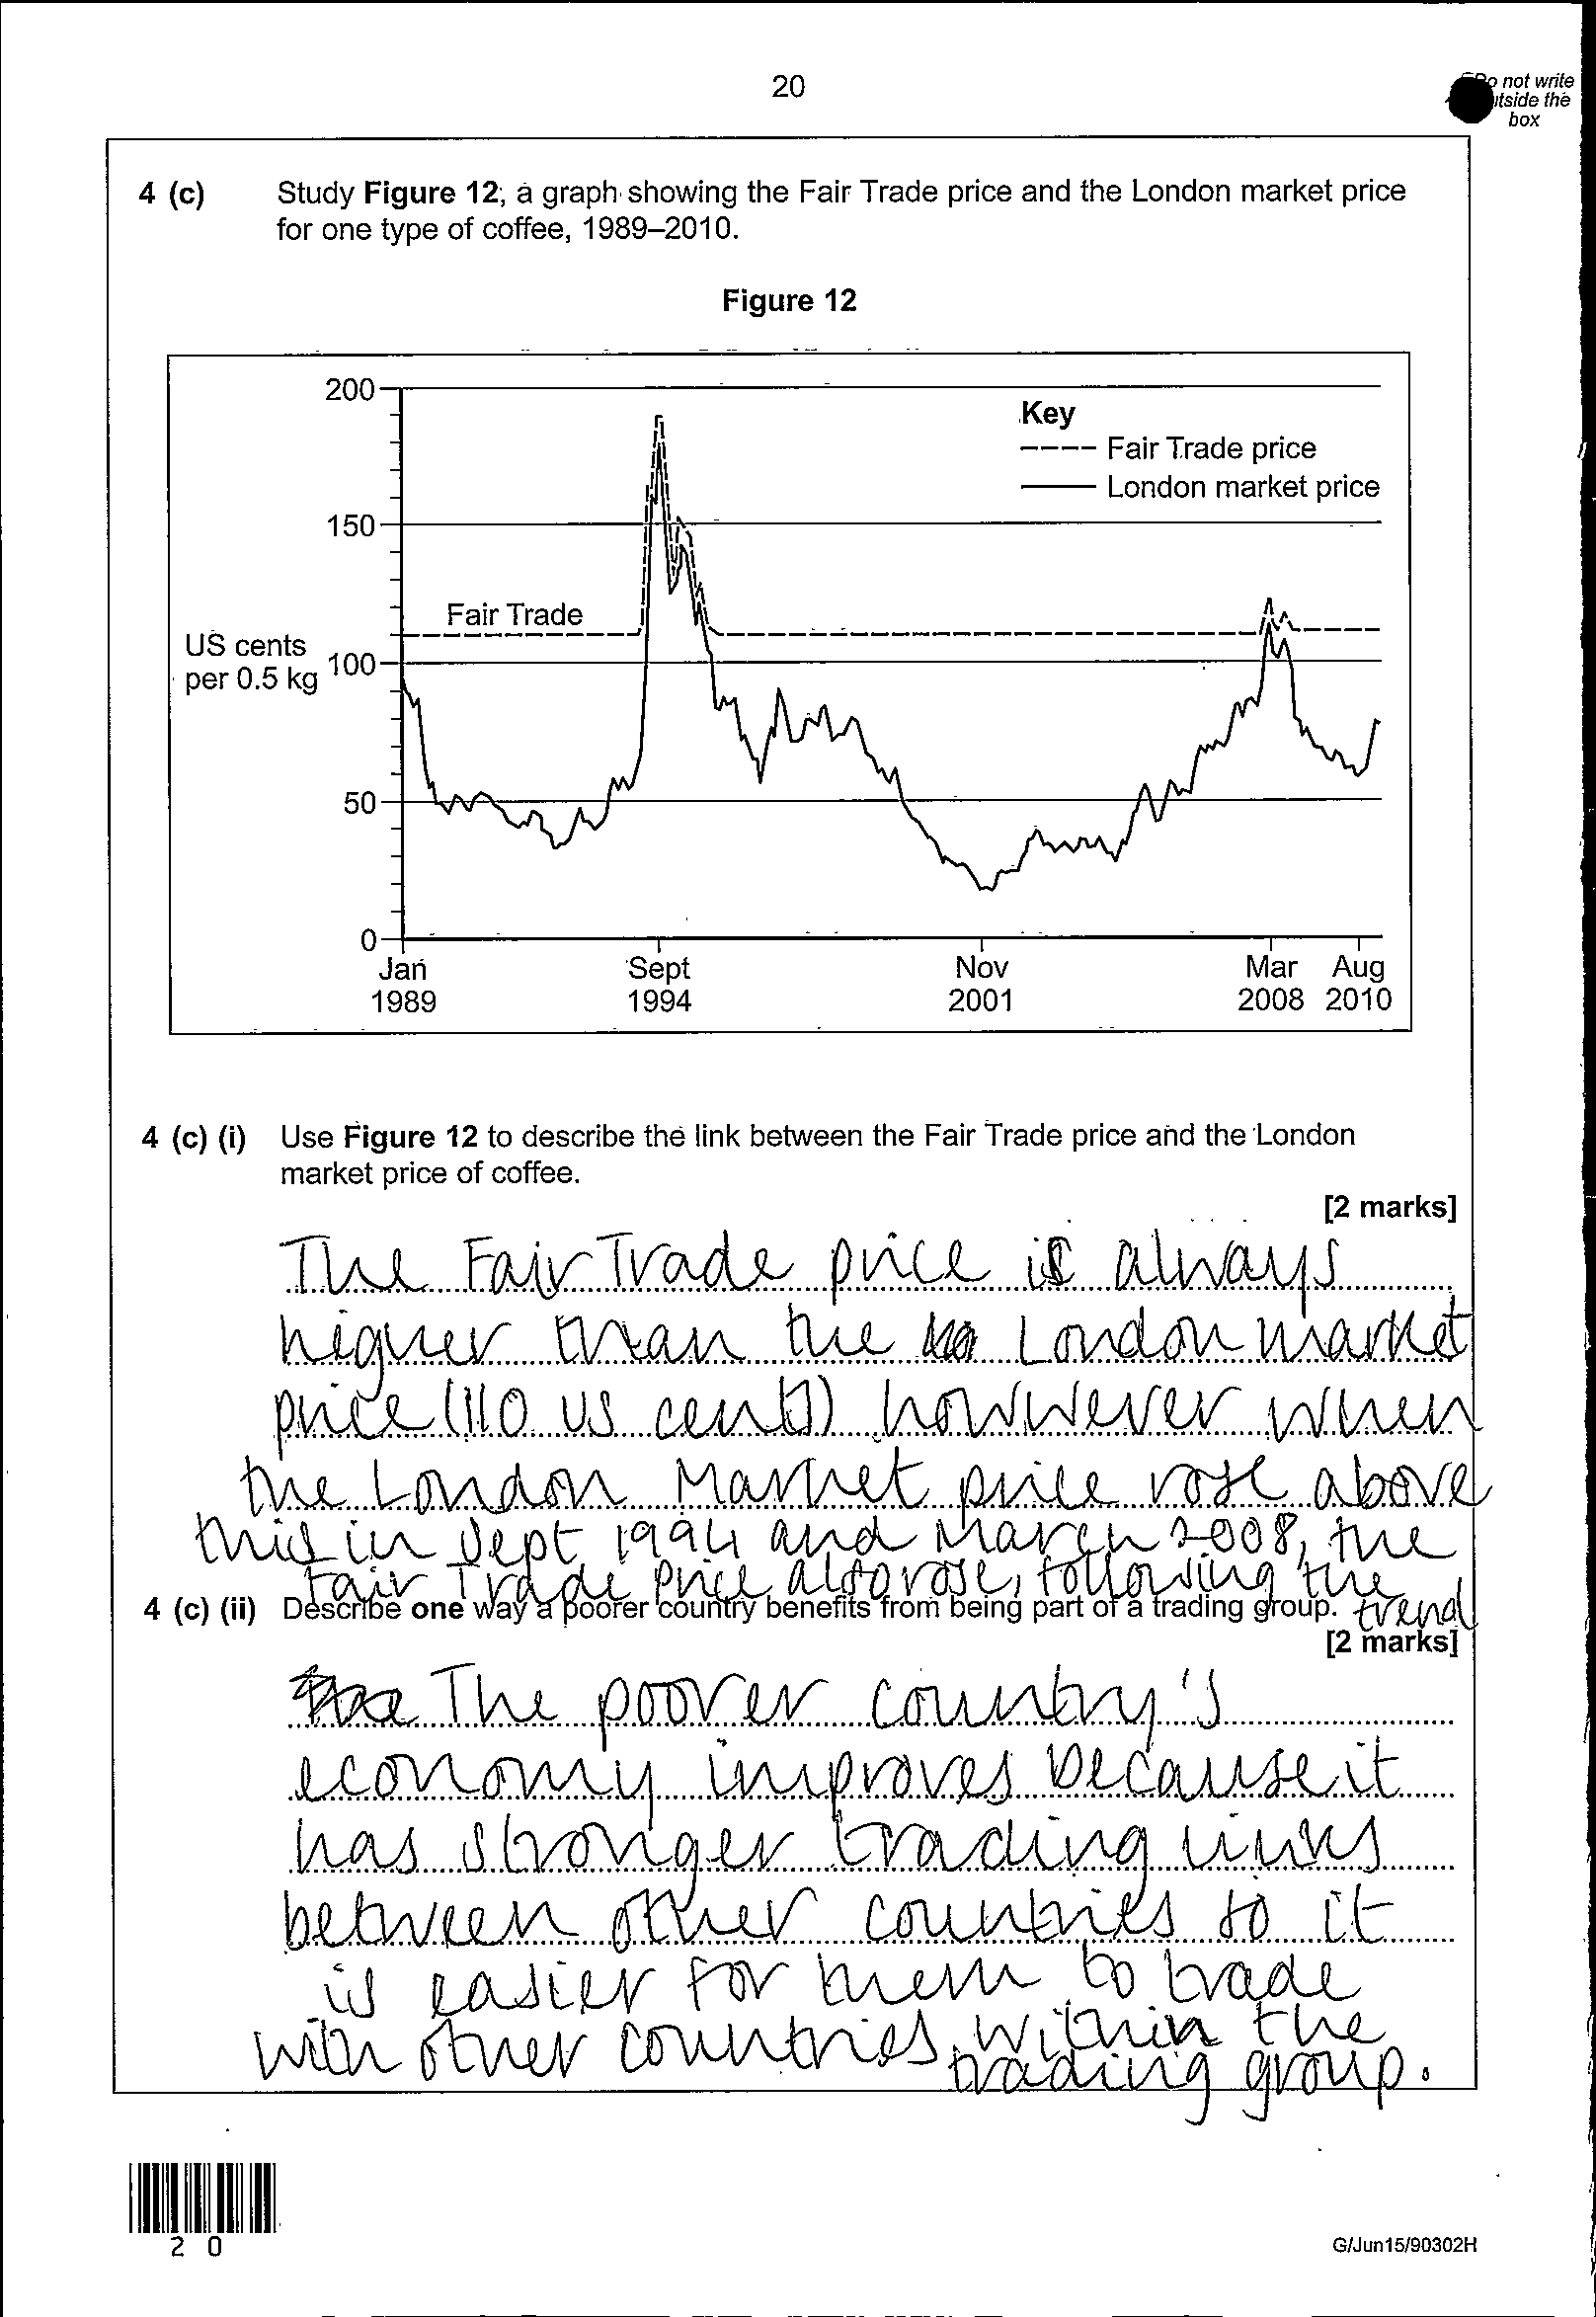 20
Do not write
outside the
box
4 (c) Study Figure 12, a graph showing the Fair Trade price and the London market price
for one type of coffee, 1989–2010.
Figure 12
200
150
100
50
0
US cents
per 0.5 kg
Key
Fair Trade price
London market price
Fair Trade
Jan
1989
Sept
1994
Nov
2001
Mar
2008
Aug
2010
4 (c) (i) Use Figure 12 to describe the link between the Fair Trade price and the London
market price of coffee.
[2 marks]
The Fair Trade price is always
higher than the London market
price (110 US cents) howwever when
the London Market price rose above
this in Sept 1994 and March 2008, the
Fair Trade price also rose, following the
trend
4 (c) (ii) Describe one way a poorer country benefits from being part of a trading group.
[2 marks]
The poorer country's
economy improves because it
has stronger trading links
between other countries so it
is easier for them to trade
with other countries within the
trading group.
2 0
G/Jun15/90302H